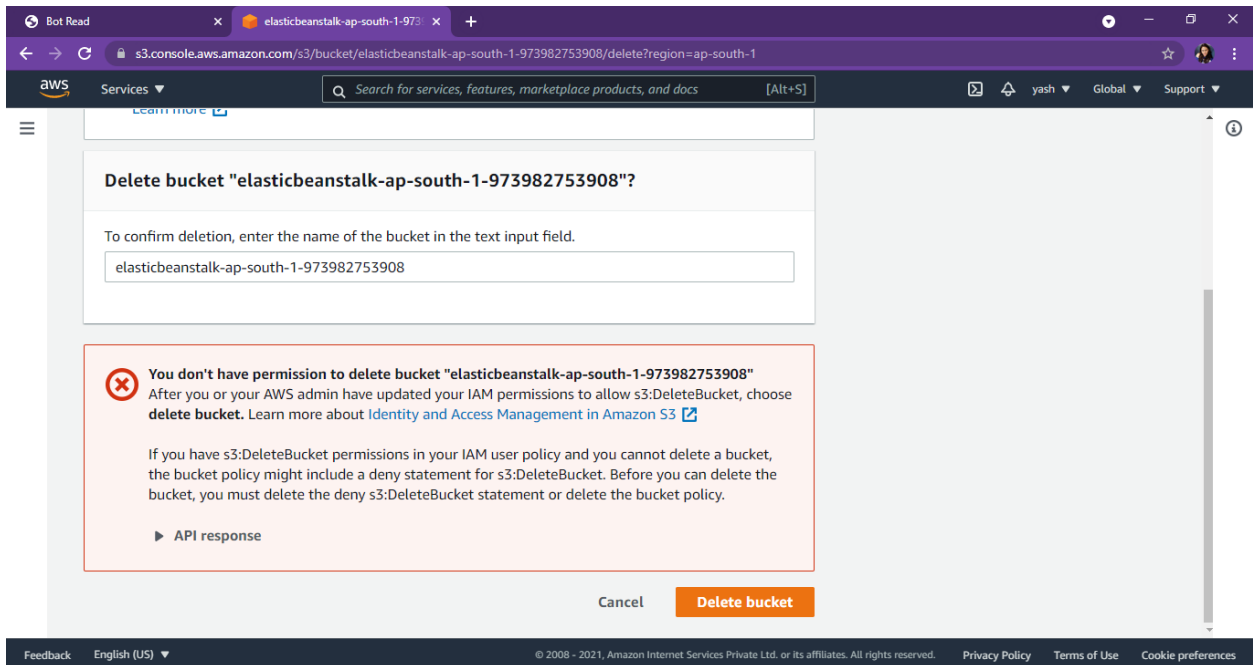 Bot Read
elasticbeanstalk-ap-south-1-973
s3.console.aws.amazon.com/s3/bucket/elasticbeanstalk-ap-south-1-973982753908/delete?region=ap-south-1
aws Services ▼ Search for services, features, marketplace products, and docs [Alt+S] yash ▼ Global ▼ Support ▼
Learn more
Delete bucket "elasticbeanstalk-ap-south-1-973982753908"?
To confirm deletion, enter the name of the bucket in the text input field.
elasticbeanstalk-ap-south-1-973982753908
You don't have permission to delete bucket "elasticbeanstalk-ap-south-1-973982753908"
After you or your AWS admin have updated your IAM permissions to allow s3:DeleteBucket, choose
delete bucket. Learn more about Identity and Access Management in Amazon S3
If you have s3:DeleteBucket permissions in your IAM user policy and you cannot delete a bucket,
the bucket policy might include a deny statement for s3:DeleteBucket. Before you can delete the
bucket, you must delete the deny s3:DeleteBucket statement or delete the bucket policy.
API response
Cancel Delete bucket
Feedback English (US) ▼ © 2008 - 2021, Amazon Internet Services Private Ltd. or its affiliates. All rights reserved. Privacy Policy Terms of Use Cookie preferences